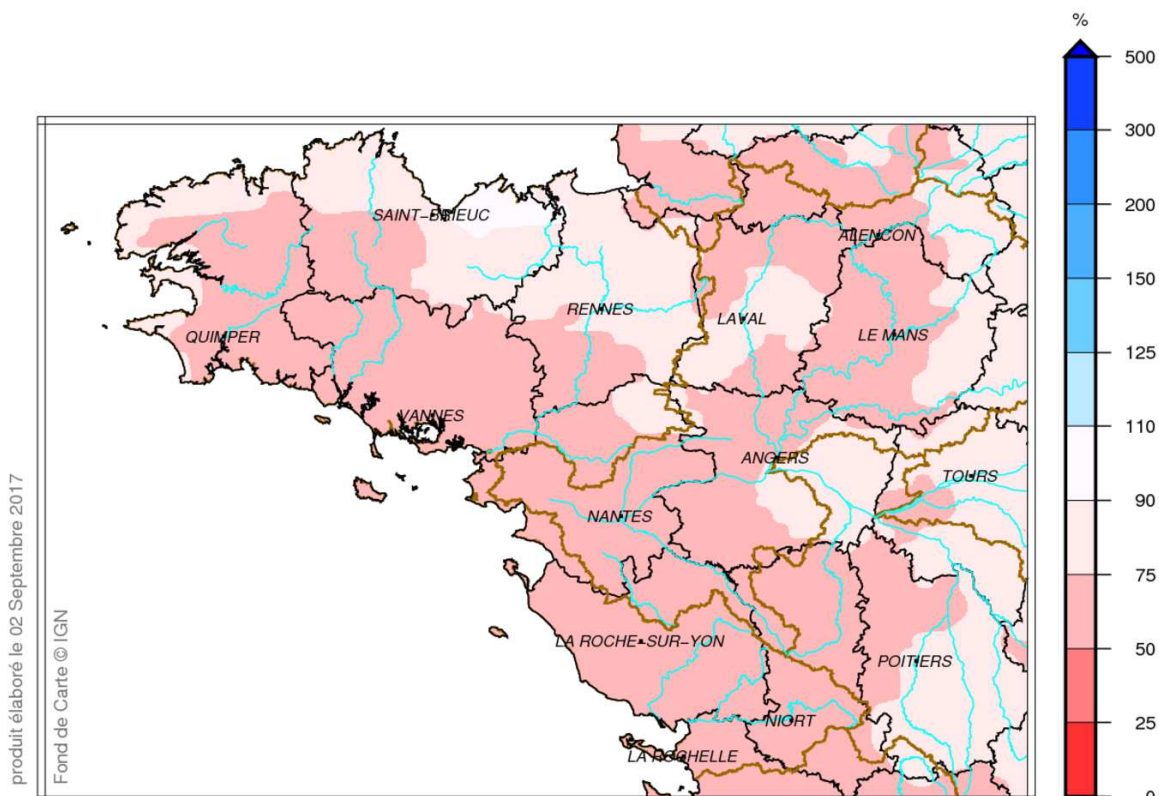 %
500
300
200
150
125
110
90
75
50
25
0
SAINT-BRIEUC
ALENCON
RENNES
LAVAL
QUIMPER
LE MANS
VANNES
ANGERS
TOURS
NANTES
LA ROCHE-SUR-YON
POITIERS
NIORT
LA ROCHELLE
produit élaboré le 02 Septembre 2017
Fond de Carte © IGN